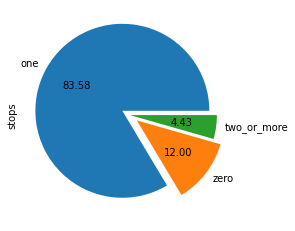 one
83.58
stops
4.43
two_or_more
12.00
zero